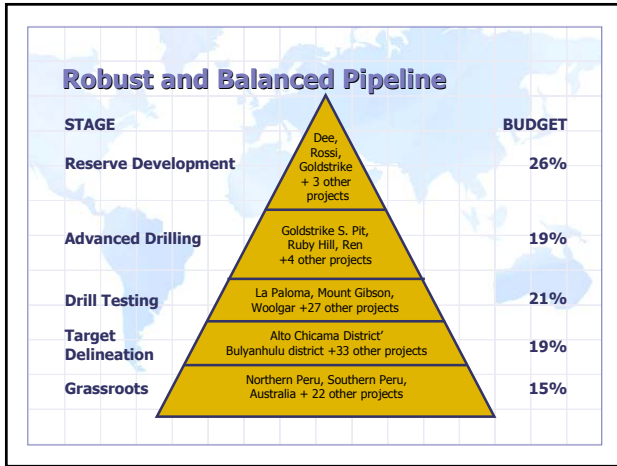 Robust and Balanced Pipeline
STAGE
BUDGET
Reserve Development
Dee,
Rossi,
Goldstrike
+ 3 other
projects
26%
Advanced Drilling
Goldstrike S. Pit,
Ruby Hill, Ren
+4 other projects
19%
Drill Testing
La Paloma, Mount Gibson,
Woolgar +27 other projects
21%
Target
Delineation
Alto Chicama District’
Bulyanhulu district +33 other projects
19%
Grassroots
Northern Peru, Southern Peru,
Australia + 22 other projects
15%